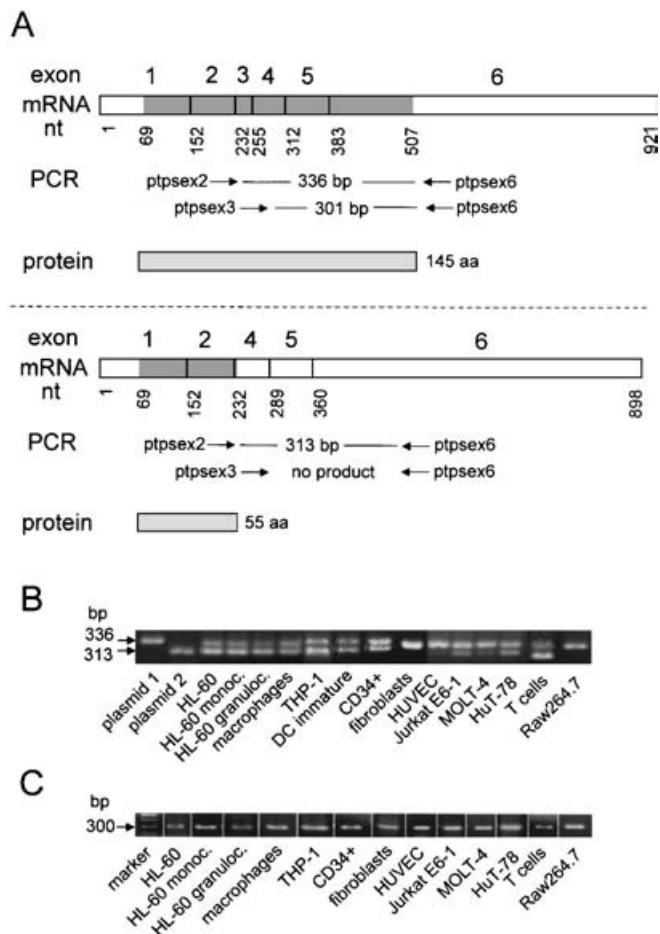 A
exon 1 2 3 4 5 6
mRNA
nt 1 69 152 232 255 312 383 507 921
PCR ptpsex2 336 bp ptpsex6
ptpsex3 301 bp ptpsex6
protein 145 aa
exon 1 2 4 5 6
mRNA
nt 1 69 152 232 289 360 898
PCR ptpsex2 313 bp ptpsex6
ptpsex3 no product ptpsex6
protein 55 aa
B
bp
336
313
plasmid 1
plasmid 2
HL-60
HL-60 monoc.
HL-60 granuloc.
macrophages
THP-1
DC immature
CD34+
fibroblasts
HUVEC
Jurkat E6-1
MOLT-4
HuT-78
T cells
Raw264.7
C
bp
300
marker
HL-60
HL-60 monoc.
HL-60 granuloc.
macrophages
THP-1
CD34+
fibroblasts
HUVEC
Jurkat E6-1
MOLT-4
HuT-78
T cells
Raw264.7